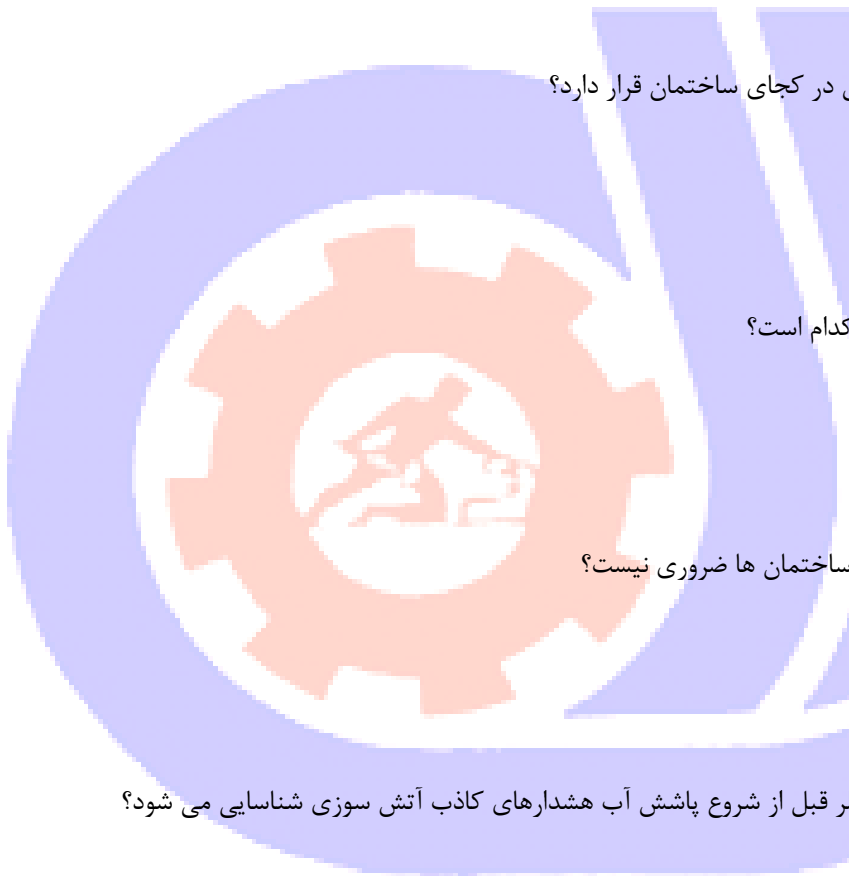 در کجای ساختمان قرار دارد؟
کدام است؟
ساختمان ها ضروری نیست؟
قبل از شروع پاشش آب هشدارهای کاذب آتش سوزی شناسایی می شود؟